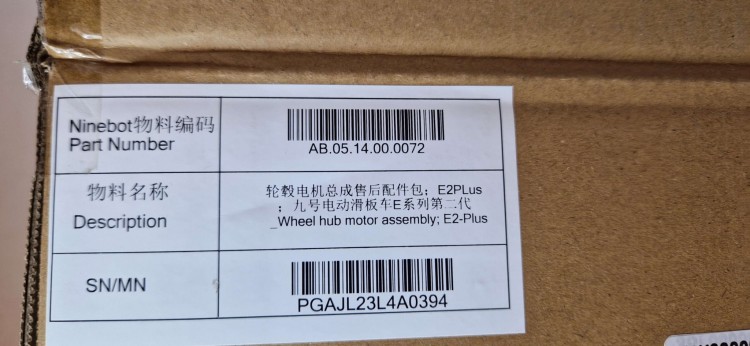 Ninebot物料编码
Part Number
AB.05.14.00.0072
物料名称
Description
轮毂电机总成售后配件包；E2PLus
；九号电动滑板车E系列第二代
_Wheel hub motor assembly; E2-Plus
SN/MN
PGAJL23L4A0394